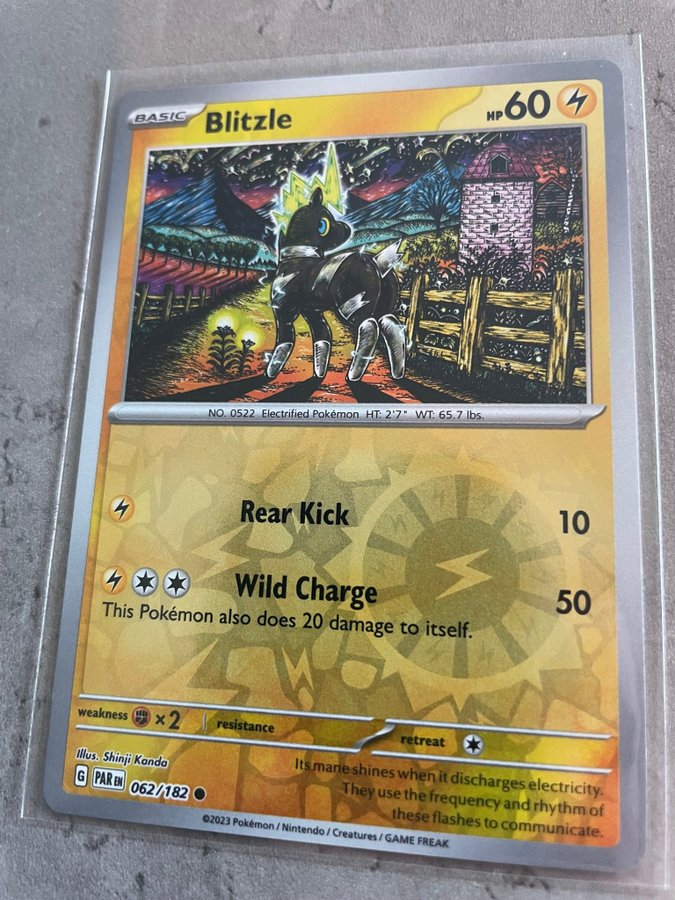 BASIC Blitzle HP60
NO. 0522 Electrified Pokémon HT: 2'7" WT: 65.7 lbs.
Rear Kick 10
Wild Charge 50
This Pokémon also does 20 damage to itself.
weakness ×2 resistance retreat
Illus. Shinji Kanda
G PAR EN 062/182
Its mane shines when it discharges electricity.
They use the frequency and rhythm of
these flashes to communicate.
©2023 Pokémon / Nintendo / Creatures / GAME FREAK